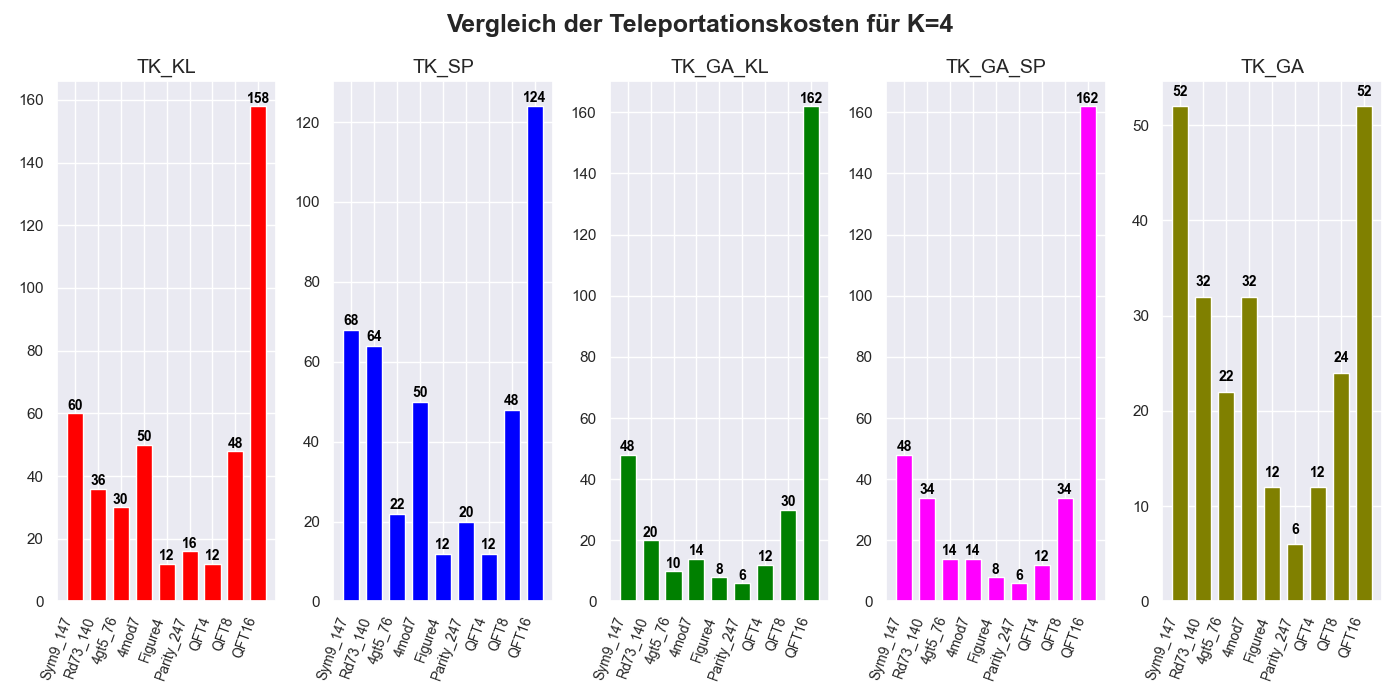 Vergleich der Teleportationskosten für K=4
TK_KL
160
140
120
100
80
60
40
20
0
60
36
30
50
12
16
12
48
158
Sym9_147
Rd73_140
4gt5_76
4mod7
Figure4
Parity_247
QFT4
QFT8
QFT16
TK_SP
120
100
80
60
40
20
0
68
64
22
50
12
20
12
48
124
Sym9_147
Rd73_140
4gt5_76
4mod7
Figure4
Parity_247
QFT4
QFT8
QFT16
TK_GA_KL
160
140
120
100
80
60
40
20
0
48
20
10
14
8
6
12
30
162
Sym9_147
Rd73_140
4gt5_76
4mod7
Figure4
Parity_247
QFT4
QFT8
QFT16
TK_GA_SP
160
140
120
100
80
60
40
20
0
48
34
14
14
8
6
12
34
162
Sym9_147
Rd73_140
4gt5_76
4mod7
Figure4
Parity_247
QFT4
QFT8
QFT16
TK_GA
50
40
30
20
10
0
52
32
22
32
12
6
12
24
52
Sym9_147
Rd73_140
4gt5_76
4mod7
Figure4
Parity_247
QFT4
QFT8
QFT16